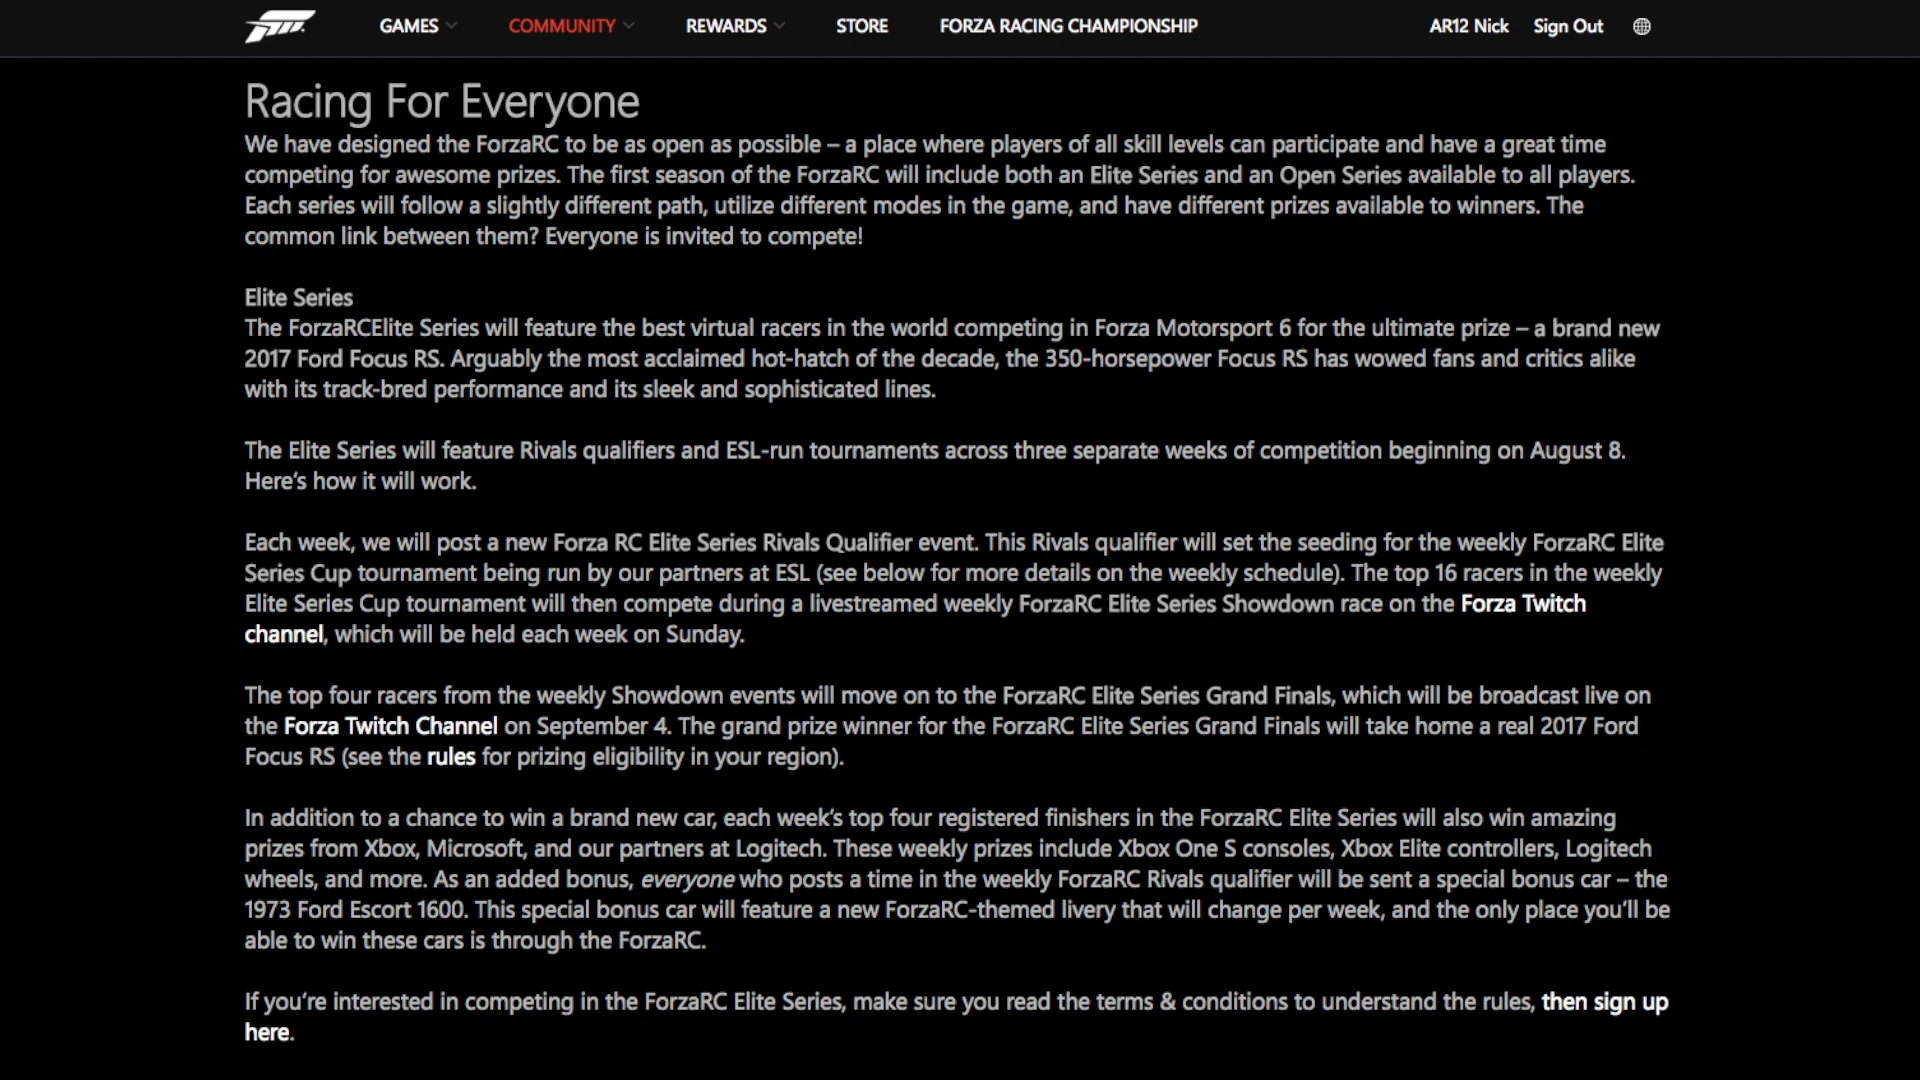 GAMES COMMUNITY REWARDS STORE FORZA RACING CHAMPIONSHIP AR12 Nick Sign Out
Racing For Everyone
We have designed the ForzaRC to be as open as possible – a place where players of all skill levels can participate and have a great time
competing for awesome prizes. The first season of the ForzaRC will include both an Elite Series and an Open Series available to all players.
Each series will follow a slightly different path, utilize different modes in the game, and have different prizes available to winners. The
common link between them? Everyone is invited to compete!
Elite Series
The ForzaRCElite Series will feature the best virtual racers in the world competing in Forza Motorsport 6 for the ultimate prize – a brand new
2017 Ford Focus RS. Arguably the most acclaimed hot-hatch of the decade, the 350-horsepower Focus RS has wowed fans and critics alike
with its track-bred performance and its sleek and sophisticated lines.
The Elite Series will feature Rivals qualifiers and ESL-run tournaments across three separate weeks of competition beginning on August 8.
Here's how it will work.
Each week, we will post a new Forza RC Elite Series Rivals Qualifier event. This Rivals qualifier will set the seeding for the weekly ForzaRC Elite
Series Cup tournament being run by our partners at ESL (see below for more details on the weekly schedule). The top 16 racers in the weekly
Elite Series Cup tournament will then compete during a livestreamed weekly ForzaRC Elite Series Showdown race on the Forza Twitch
channel, which will be held each week on Sunday.
The top four racers from the weekly Showdown events will move on to the ForzaRC Elite Series Grand Finals, which will be broadcast live on
the Forza Twitch Channel on September 4. The grand prize winner for the ForzaRC Elite Series Grand Finals will take home a real 2017 Ford
Focus RS (see the rules for prizing eligibility in your region).
In addition to a chance to win a brand new car, each week's top four registered finishers in the ForzaRC Elite Series will also win amazing
prizes from Xbox, Microsoft, and our partners at Logitech. These weekly prizes include Xbox One S consoles, Xbox Elite controllers, Logitech
wheels, and more. As an added bonus, everyone who posts a time in the weekly ForzaRC Rivals qualifier will be sent a special bonus car – the
1973 Ford Escort 1600. This special bonus car will feature a new ForzaRC-themed livery that will change per week, and the only place you'll be
able to win these cars is through the ForzaRC.
If you're interested in competing in the ForzaRC Elite Series, make sure you read the terms & conditions to understand the rules, then sign up
here.